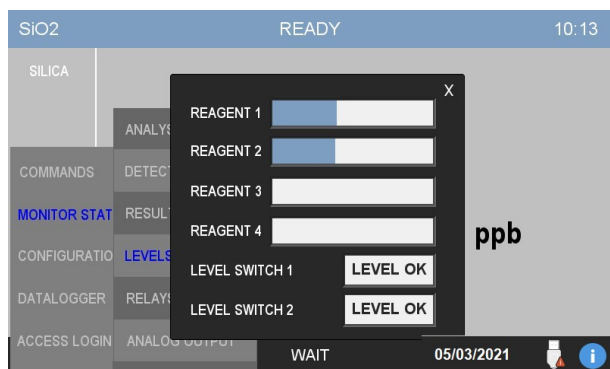 SiO2 READY 10:13
SILICA
X
REAGENT 1
ANALYS
REAGENT 2
COMMANDS DETECT
REAGENT 3
MONITOR STAT RESULT
REAGENT 4
ppb
CONFIGURATIO LEVELS
LEVEL SWITCH 1 LEVEL OK
DATALOGGER RELAYS
LEVEL SWITCH 2 LEVEL OK
ACCESS LOGIN ANALOG OUTPUT
WAIT 05/03/2021
i